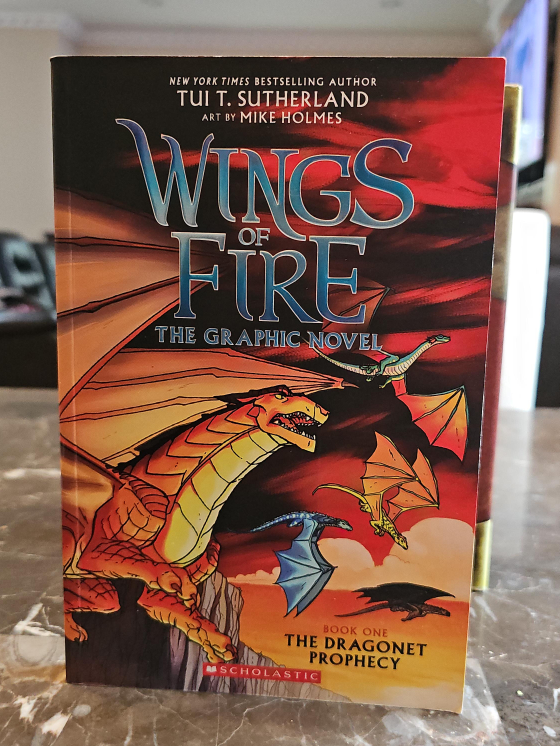 NEW YORK TIMES BESTSELLING AUTHOR
TUI T. SUTHERLAND
ART BY MIKE HOLMES
WINGS
OF
FIRE
THE GRAPHIC NOVEL
BOOK ONE
THE DRAGONET
PROPHECY
SCHOLASTIC